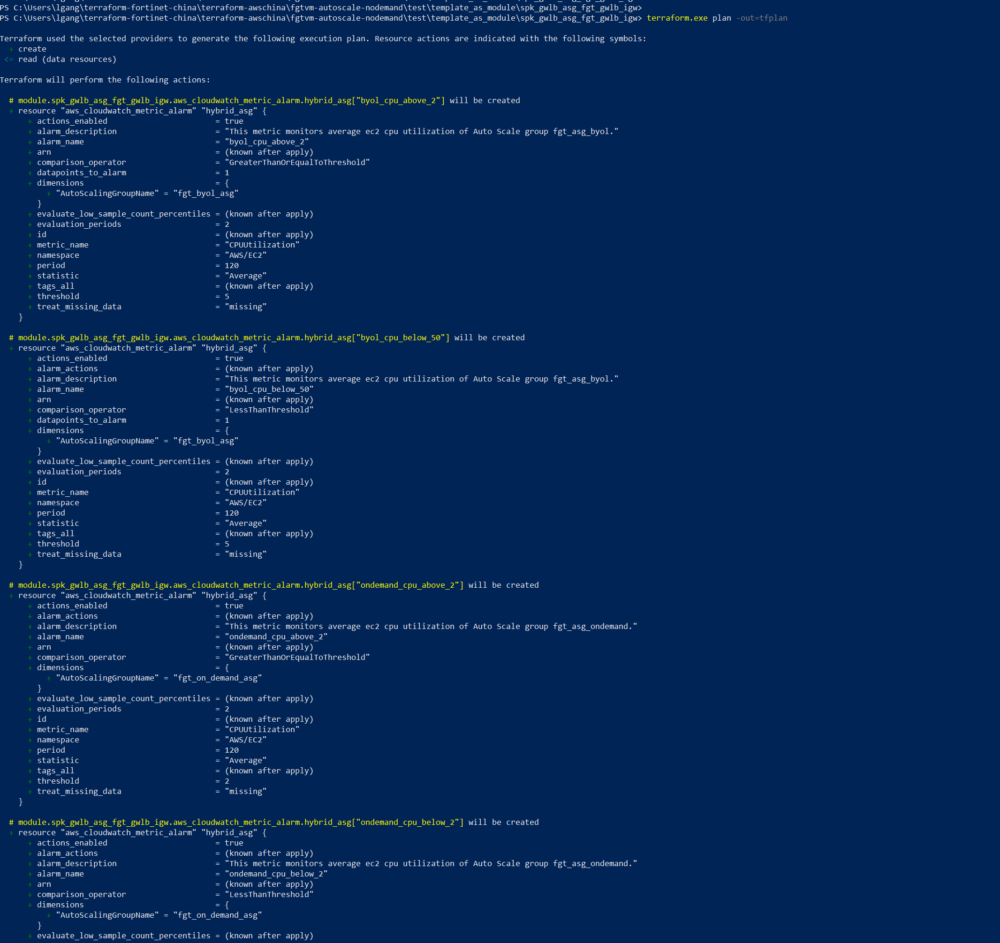 PS C:\Users\lgang\terraform-fortinet-china\terraform-awschina\fgtvm-autoscale-nodemand\test\template_as_module\spk_gwlb_asg_fgt_gwlb_igw>
PS C:\Users\lgang\terraform-fortinet-china\terraform-awschina\fgtvm-autoscale-nodemand\test\template_as_module\spk_gwlb_asg_fgt_gwlb_igw> terraform.exe plan -out=tfplan
Terraform used the selected providers to generate the following execution plan. Resource actions are indicated with the following symbols:
  + create
 <= read (data resources)
Terraform will perform the following actions:
  # module.spk_gwlb_asg_fgt_gwlb_igw.aws_cloudwatch_metric_alarm.hybrid_asg["byol_cpu_above_2"] will be created
  + resource "aws_cloudwatch_metric_alarm" "hybrid_asg" {
      + actions_enabled                       = true
      + alarm_description                     = "This metric monitors average ec2 cpu utilization of Auto Scale group fgt_asg_byol."
      + alarm_name                            = "byol_cpu_above_2"
      + arn                                   = (known after apply)
      + comparison_operator                   = "GreaterThanOrEqualToThreshold"
      + datapoints_to_alarm                   = 1
      + dimensions                            = {
          + "AutoScalingGroupName" = "fgt_byol_asg"
        }
      + evaluate_low_sample_count_percentiles = (known after apply)
      + evaluation_periods                    = 2
      + id                                    = (known after apply)
      + metric_name                           = "CPUUtilization"
      + namespace                             = "AWS/EC2"
      + period                                = 120
      + statistic                             = "Average"
      + tags_all                              = (known after apply)
      + threshold                             = 5
      + treat_missing_data                    = "missing"
    }
  # module.spk_gwlb_asg_fgt_gwlb_igw.aws_cloudwatch_metric_alarm.hybrid_asg["byol_cpu_below_50"] will be created
  + resource "aws_cloudwatch_metric_alarm" "hybrid_asg" {
      + actions_enabled                       = true
      + alarm_actions                         = (known after apply)
      + alarm_description                     = "This metric monitors average ec2 cpu utilization of Auto Scale group fgt_asg_byol."
      + alarm_name                            = "byol_cpu_below_50"
      + arn                                   = (known after apply)
      + comparison_operator                   = "LessThanThreshold"
      + datapoints_to_alarm                   = 1
      + dimensions                            = {
          + "AutoScalingGroupName" = "fgt_byol_asg"
        }
      + evaluate_low_sample_count_percentiles = (known after apply)
      + evaluation_periods                    = 2
      + id                                    = (known after apply)
      + metric_name                           = "CPUUtilization"
      + namespace                             = "AWS/EC2"
      + period                                = 120
      + statistic                             = "Average"
      + tags_all                              = (known after apply)
      + threshold                             = 5
      + treat_missing_data                    = "missing"
    }
  # module.spk_gwlb_asg_fgt_gwlb_igw.aws_cloudwatch_metric_alarm.hybrid_asg["ondemand_cpu_above_2"] will be created
  + resource "aws_cloudwatch_metric_alarm" "hybrid_asg" {
      + actions_enabled                       = true
      + alarm_actions                         = (known after apply)
      + alarm_description                     = "This metric monitors average ec2 cpu utilization of Auto Scale group fgt_asg_ondemand."
      + alarm_name                            = "ondemand_cpu_above_2"
      + arn                                   = (known after apply)
      + comparison_operator                   = "GreaterThanOrEqualToThreshold"
      + dimensions                            = {
          + "AutoScalingGroupName" = "fgt_on_demand_asg"
        }
      + evaluate_low_sample_count_percentiles = (known after apply)
      + evaluation_periods                    = 2
      + id                                    = (known after apply)
      + metric_name                           = "CPUUtilization"
      + namespace                             = "AWS/EC2"
      + period                                = 120
      + statistic                             = "Average"
      + tags_all                              = (known after apply)
      + threshold                             = 2
      + treat_missing_data                    = "missing"
    }
  # module.spk_gwlb_asg_fgt_gwlb_igw.aws_cloudwatch_metric_alarm.hybrid_asg["ondemand_cpu_below_2"] will be created
  + resource "aws_cloudwatch_metric_alarm" "hybrid_asg" {
      + actions_enabled                       = true
      + alarm_actions                         = (known after apply)
      + alarm_description                     = "This metric monitors average ec2 cpu utilization of Auto Scale group fgt_asg_ondemand."
      + alarm_name                            = "ondemand_cpu_below_2"
      + arn                                   = (known after apply)
      + comparison_operator                   = "LessThanThreshold"
      + dimensions                            = {
          + "AutoScalingGroupName" = "fgt_on_demand_asg"
        }
      + evaluate_low_sample_count_percentiles = (known after apply)